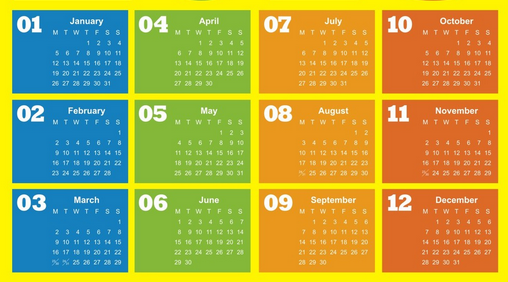 01 January
M T W T F S S
1 2 3 4
5 6 7 8 9 10 11
12 13 14 15 16 17 18
19 20 21 22 23 24 25
26 27 28 29 30 31
04 April
M T W T F S S
1 2 3 4 5
6 7 8 9 10 11 12
13 14 15 16 17 18 19
20 21 22 23 24 25 26
27 28 29 30
07 July
M T W T F S S
1 2 3 4 5
6 7 8 9 10 11 12
13 14 15 16 17 18 19
20 21 22 23 24 25 26
27 28 29 30 31
10 October
M T W T F S S
1 2 3 4
5 6 7 8 9 10 11
12 13 14 15 16 17 18
19 20 21 22 23 24 25
26 27 28 29 30 31
02 February
M T W T F S S
1
2 3 4 5 6 7 8
9 10 11 12 13 14 15
16 17 18 19 20 21 22
23 24 25 26 27 28
05 May
M T W T F S S
1 2 3
4 5 6 7 8 9 10
11 12 13 14 15 16 17
18 19 20 21 22 23 24
25 26 27 28 29 30 31
08 August
M T W T F S S
1 2
3 4 5 6 7 8 9
10 11 12 13 14 15 16
17 18 19 20 21 22 23
25 26 27 28 29 30
11 November
M T W T F S S
1
2 3 4 5 6 7 8
9 10 11 12 13 14 15
16 17 18 19 20 21 22
24 25 26 27 28 29
03 March
M T W T F S S
1
2 3 4 5 6 7 8
9 10 11 12 13 14 15
16 17 18 19 20 21 22
25 26 27 28 29
06 June
M T W T F S S
1 2 3 4 5 6 7
8 9 10 11 12 13 14
15 16 17 18 19 20 21
22 23 24 25 26 27 28
29 30
09 September
M T W T F S S
1 2 3 4 5 6
7 8 9 10 11 12 13
14 15 16 17 18 19 20
21 22 23 24 25 26 27
28 29 30
12 December
M T W T F S S
1 2 3 4 5 6
7 8 9 10 11 12 13
14 15 16 17 18 19 20
21 22 23 24 25 26 27
28 29 30 31